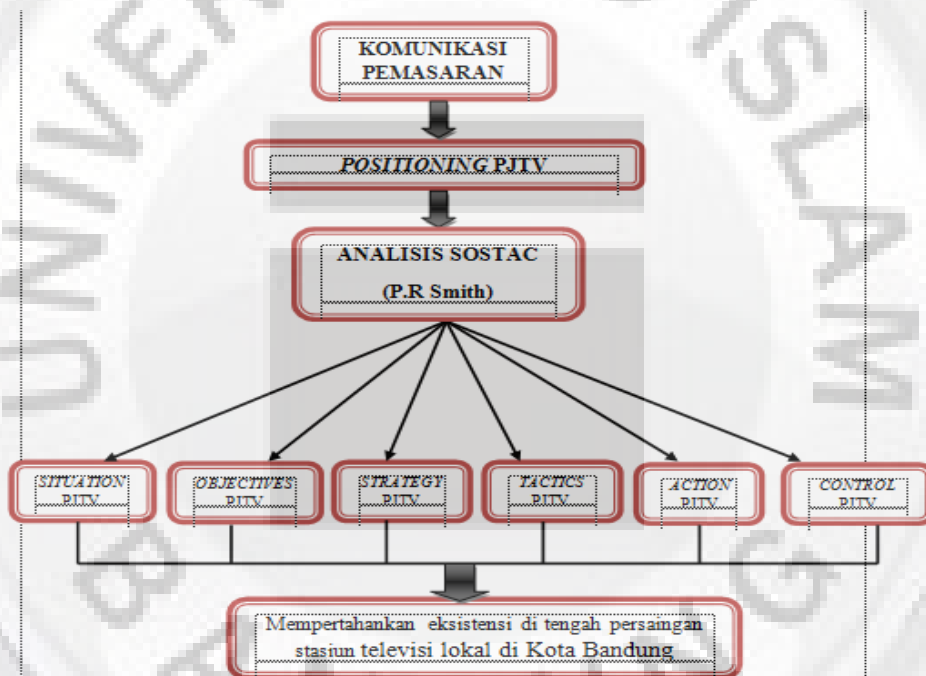 KOMUNIKASI
PEMASARAN
POSITIONING PJTV
ANALISIS SOSTAC
(P.R Smith)
SITUATION
PJTV
OBJECTIVES
PJTV
STRATEGY
PJTV
TACTICS
PJTV
ACTION
PJTV
CONTROL
PJTV
Mempertahankan eksistensi di tengah persaingan
stasiun televisi lokal di Kota Bandung